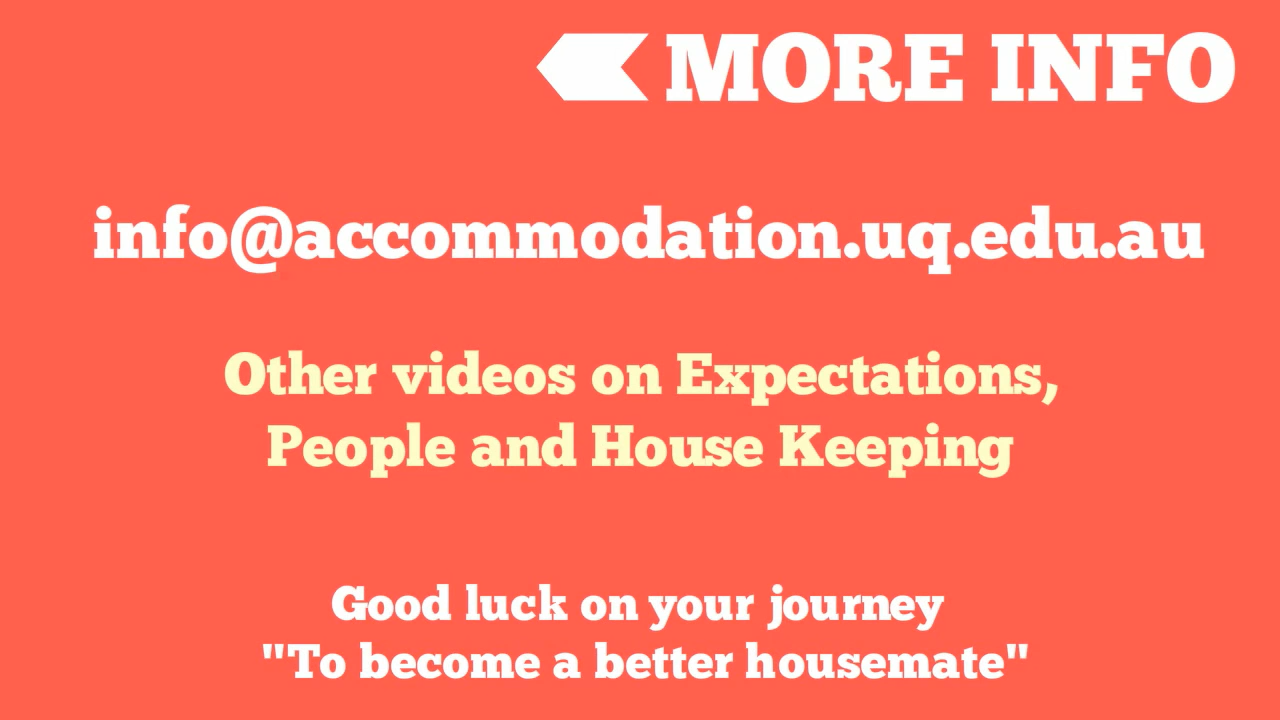 MORE INFO
info@accommodation.uq.edu.au
Other videos on Expectations,
People and House Keeping
Good luck on your journey
"To become a better housemate"